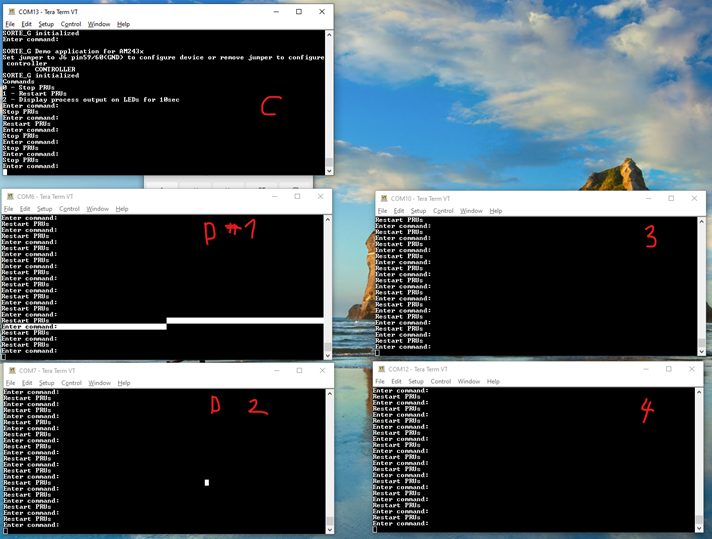 COM13 - Tera Term VT
File Edit Setup Control Window Help
SORTE_G initialized
Enter command:
SORTE_G Demo application for AM243x
Set jumper to J6 pin59/60(GND) to configure device or remove jumper to configure
controller
CONTROLLER
SORTE_G initialized
Commands
0 - Stop PRUs
1 - Restart PRUs
2 - Display process output on LEDs for 10sec
Enter command:
Stop PRUs
Enter command:
Restart PRUs
Enter command:
Stop PRUs
Enter command:
Stop PRUs
Enter command:
Stop PRUs
Enter command:
C
COM6 - Tera Term VT
File Edit Setup Control Window Help
Enter command:
Restart PRUs
Enter command:
Restart PRUs
Enter command:
Restart PRUs
Enter command:
Restart PRUs
Enter command:
Restart PRUs
Enter command:
Restart PRUs
Enter command:
Restart PRUs
Enter command:
Restart PRUs
Enter command:
Restart PRUs
Enter command:
Restart PRUs
Enter command:
Restart PRUs
Enter command:
D #1
COM10 - Tera Term VT
File Edit Setup Control Window Help
Restart PRUs
Enter command:
Restart PRUs
Enter command:
Restart PRUs
Enter command:
Restart PRUs
Enter command:
Restart PRUs
Enter command:
Restart PRUs
Enter command:
Restart PRUs
Enter command:
Restart PRUs
Enter command:
Restart PRUs
Enter command:
Restart PRUs
Enter command:
Restart PRUs
Enter command:
3
COM7 - Tera Term VT
File Edit Setup Control Window Help
Enter command:
Restart PRUs
Enter command:
Restart PRUs
Enter command:
Restart PRUs
Enter command:
Restart PRUs
Enter command:
Restart PRUs
Enter command:
Restart PRUs
Enter command:
Restart PRUs
Enter command:
Restart PRUs
Enter command:
Restart PRUs
Enter command:
Restart PRUs
Enter command:
Restart PRUs
Enter command:
D 2
COM12 - Tera Term VT
File Edit Setup Control Window Help
Enter command:
Restart PRUs
Enter command:
Restart PRUs
Enter command:
Restart PRUs
Enter command:
Restart PRUs
Enter command:
Restart PRUs
Enter command:
Restart PRUs
Enter command:
Restart PRUs
Enter command:
Restart PRUs
Enter command:
Restart PRUs
Enter command:
Restart PRUs
Enter command:
Restart PRUs
Enter command:
4